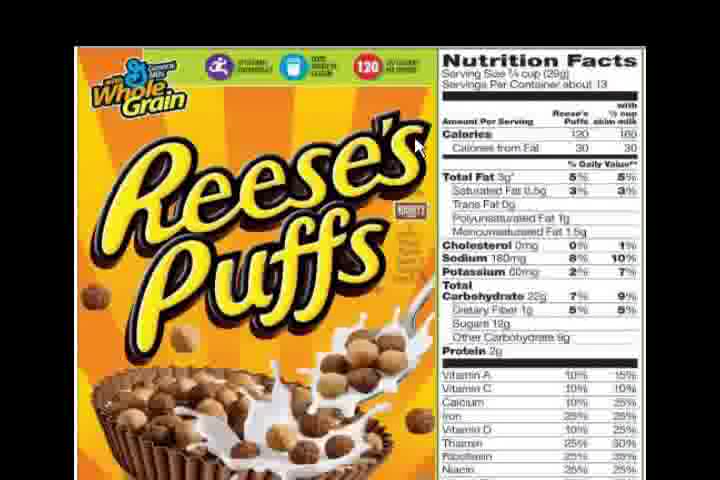 with
Whole
Grain
120
Reese's
Puffs
Nutrition Facts
Serving Size ¾ cup (29g)
Servings Per Container about 13
Amount Per Serving Reese's Puffs with ½ cup skim milk
Calories 120 160
Calories from Fat 30 30
% Daily Value**
Total Fat 3g* 5% 5%
Saturated Fat 0.5g 3% 3%
Trans Fat 0g
Polyunsaturated Fat 1g
Monounsaturated Fat 1.5g
Cholesterol 0mg 0% 1%
Sodium 180mg 8% 10%
Potassium 60mg 2% 7%
Total
Carbohydrate 22g 7% 9%
Dietary Fiber 1g 5% 5%
Sugars 12g
Other Carbohydrate 9g
Protein 2g
Vitamin A 10% 15%
Vitamin C 10% 10%
Calcium 10% 25%
Iron 25% 25%
Vitamin D 10% 25%
Thiamin 25% 30%
Riboflavin 25% 35%
Niacin 25% 25%